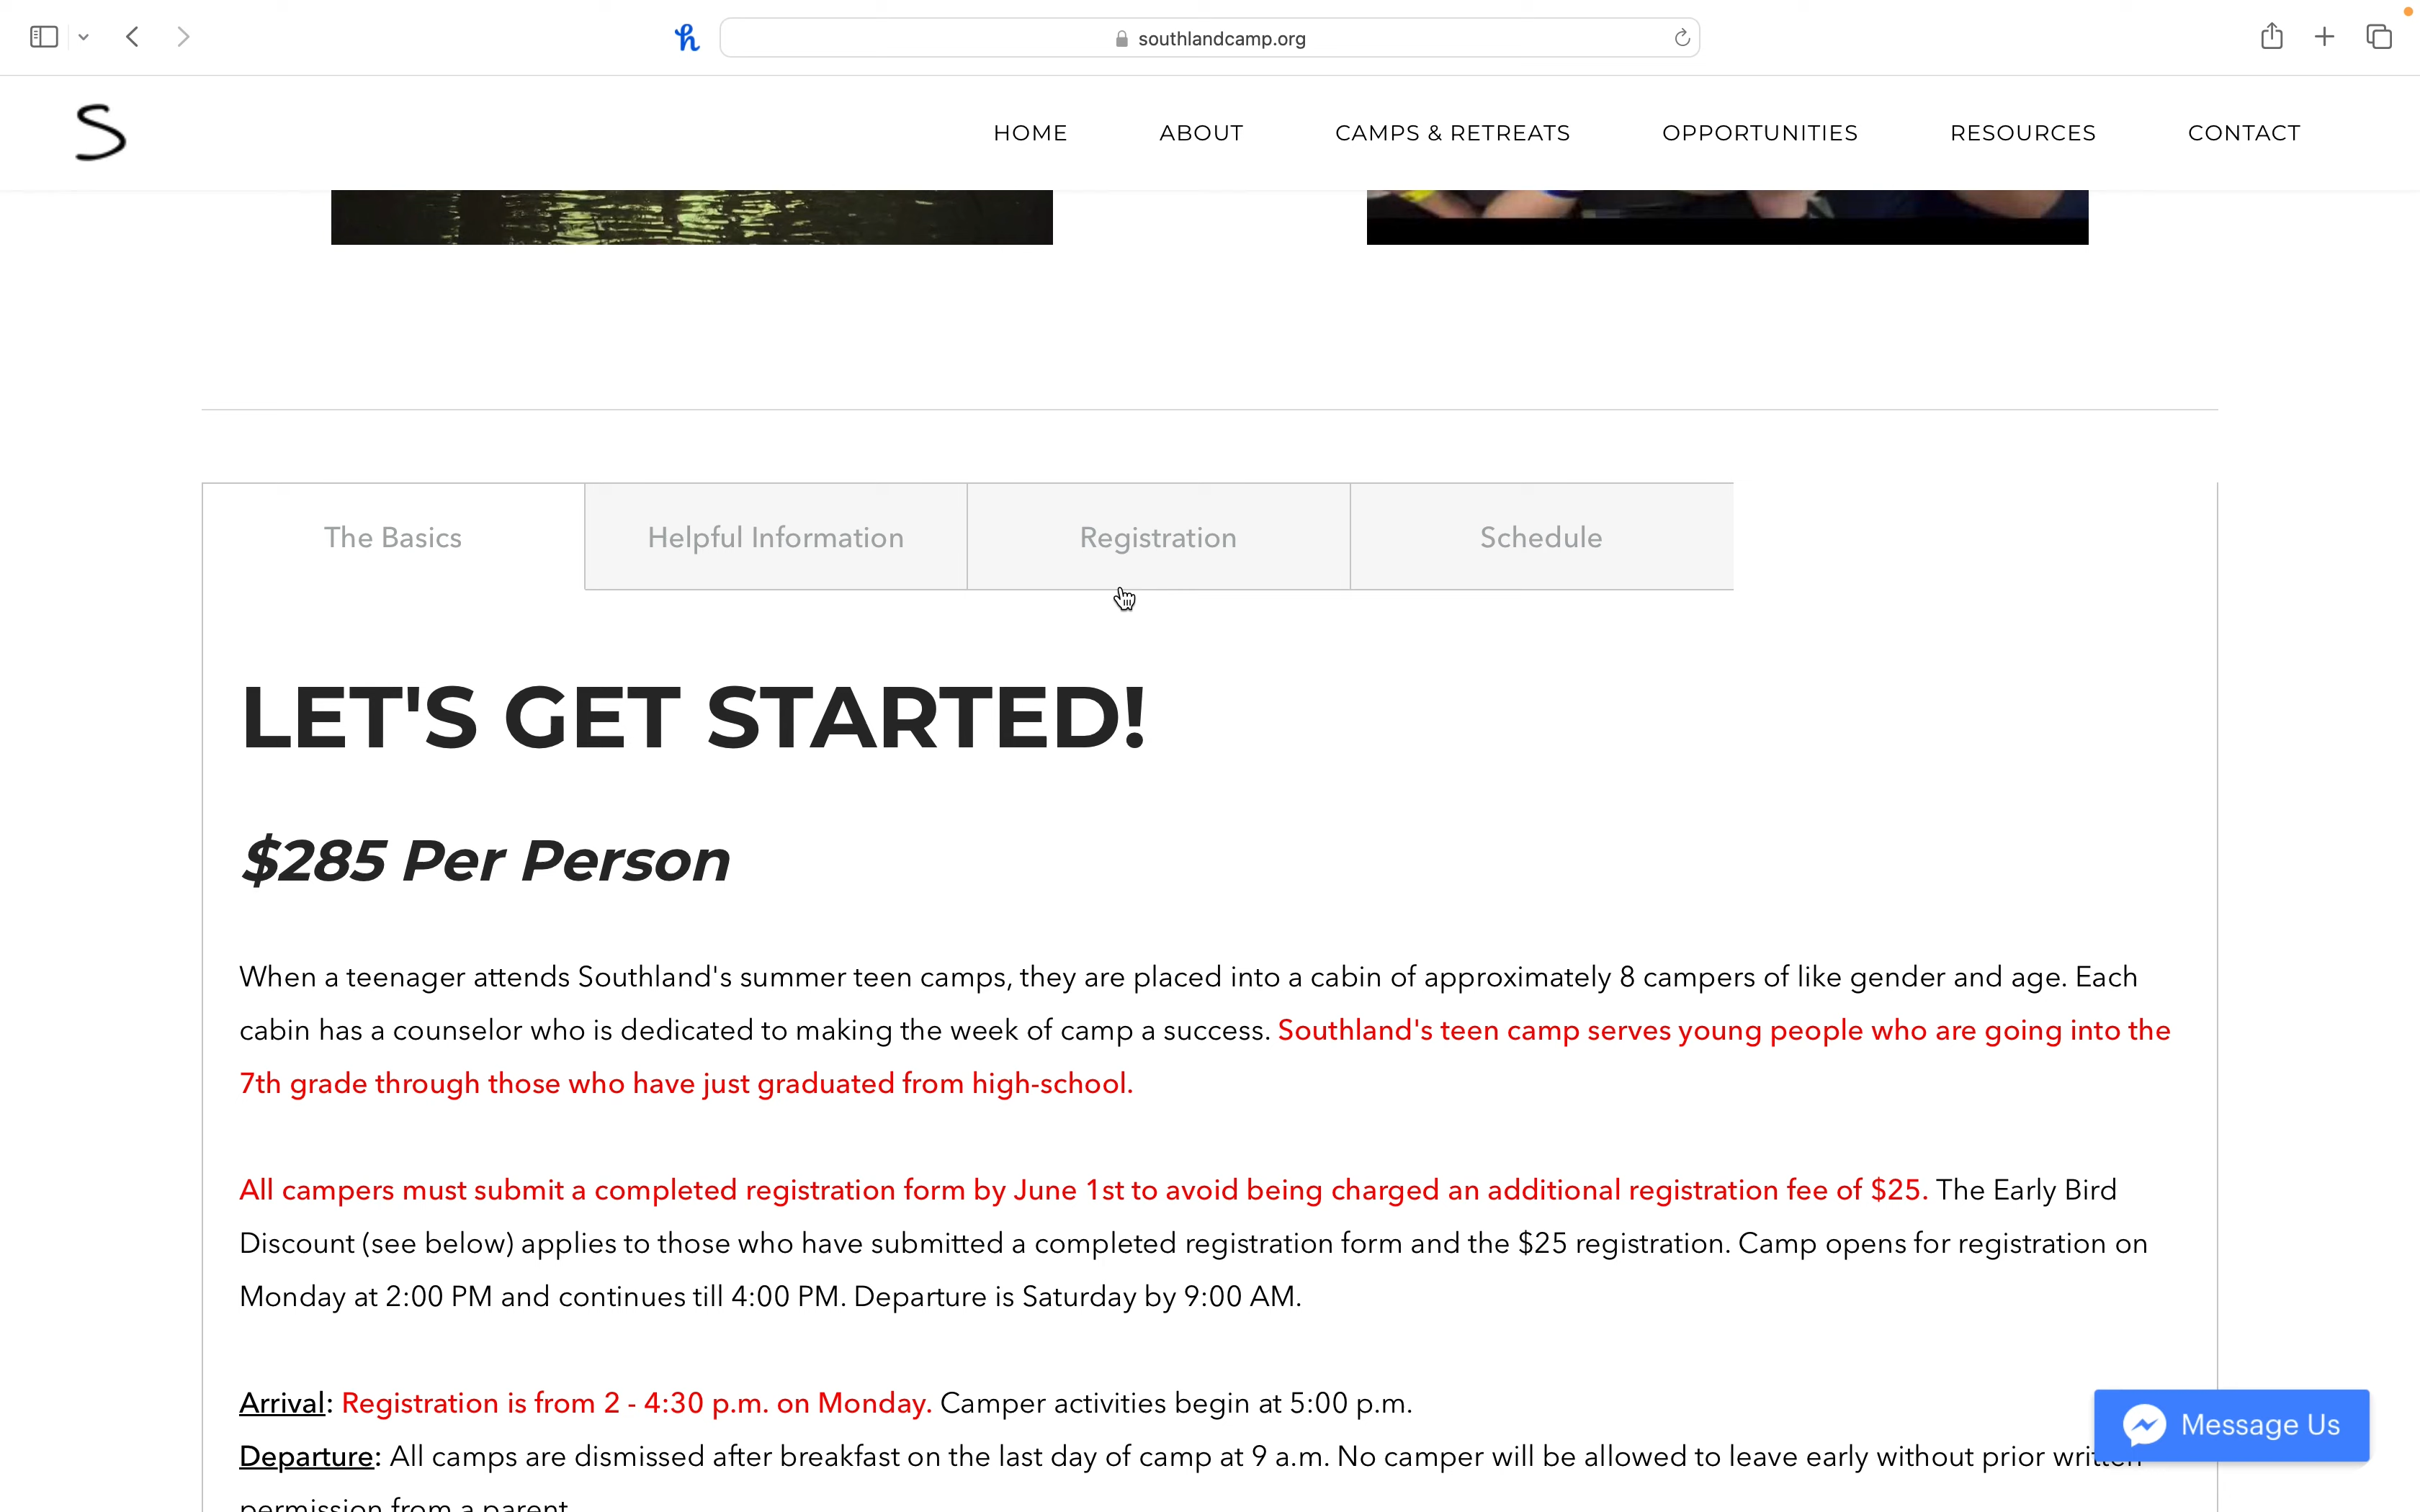 southlandcamp.org
S
HOME ABOUT CAMPS & RETREATS OPPORTUNITIES RESOURCES CONTACT
The Basics Helpful Information Registration Schedule
LET'S GET STARTED!
$285 Per Person
When a teenager attends Southland's summer teen camps, they are placed into a cabin of approximately 8 campers of like gender and age. Each
cabin has a counselor who is dedicated to making the week of camp a success. Southland's teen camp serves young people who are going into the
7th grade through those who have just graduated from high-school.
All campers must submit a completed registration form by June 1st to avoid being charged an additional registration fee of $25. The Early Bird
Discount (see below) applies to those who have submitted a completed registration form and the $25 registration. Camp opens for registration on
Monday at 2:00 PM and continues till 4:00 PM. Departure is Saturday by 9:00 AM.
Arrival: Registration is from 2 - 4:30 p.m. on Monday. Camper activities begin at 5:00 p.m.
Departure: All camps are dismissed after breakfast on the last day of camp at 9 a.m. No camper will be allowed to leave early without prior written
permission from a parent
Message Us